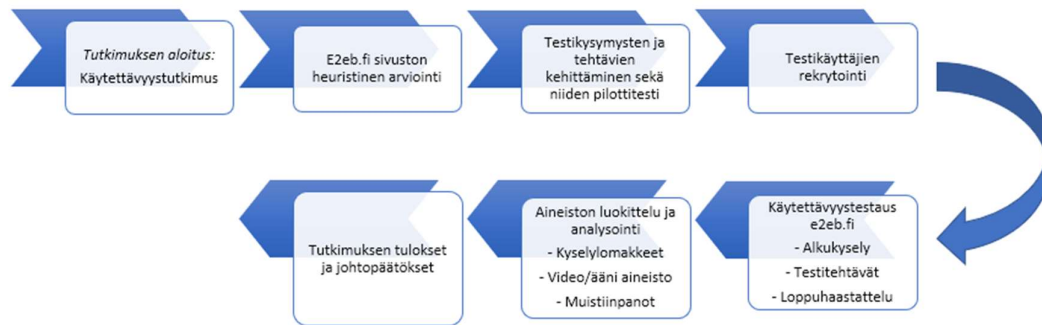 Tutkimuksen aloitus:
Käytettävyystutkimus
E2eb.fi sivuston
heuristinen arviointi
Testikysymysten ja
tehtävien
kehittäminen sekä
niiden pilottitesti
Testikäyttäjien
rekrytointi
Käytettävyystestaus
e2eb.fi
- Alkukysely
- Testitehtävät
- Loppuhaastattelu
Aineiston luokittelu ja
analysointi
- Kyselylomakkeet
- Video/ääni aineisto
- Muistiinpanot
Tutkimuksen tulokset
ja johtopäätökset